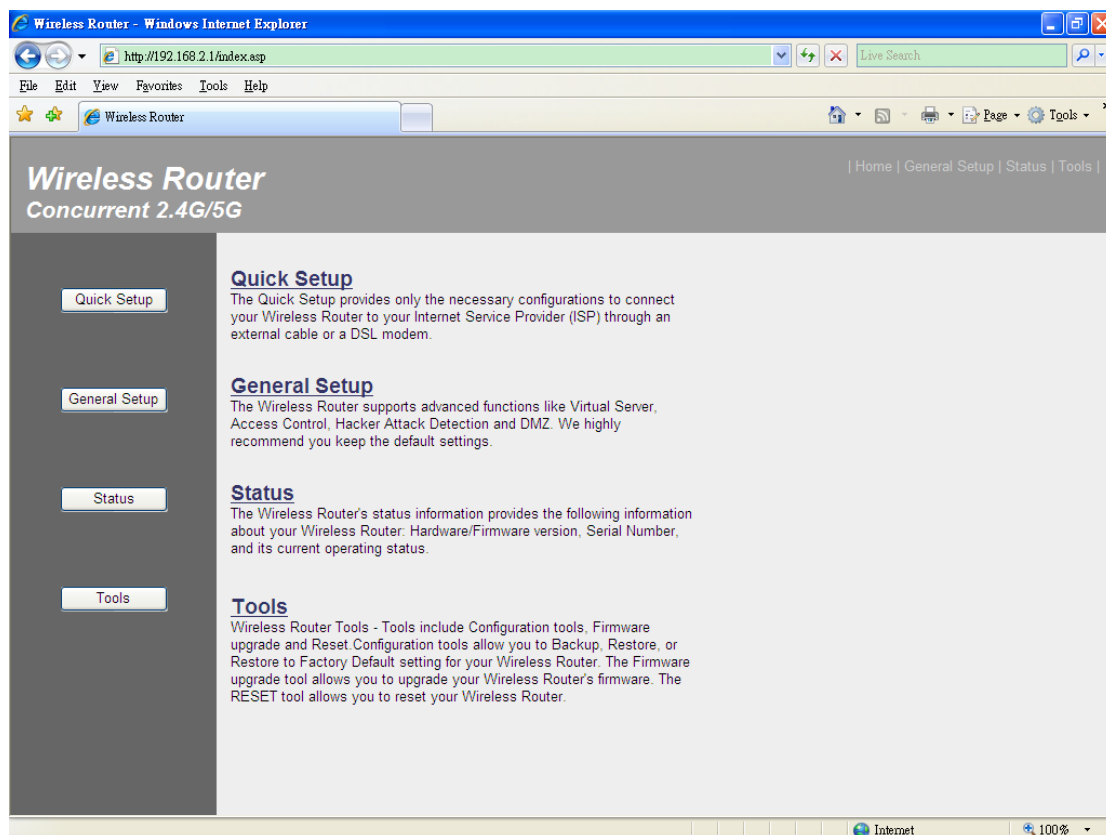 Wireless Router - Windows Internet Explorer
http://192.168.2.1/index.asp
Live Search
File Edit View Favorites Tools Help
Wireless Router
Page Tools
Wireless Router
Concurrent 2.4G/5G
| Home | General Setup | Status | Tools |
Quick Setup
Quick Setup
The Quick Setup provides only the necessary configurations to connect
your Wireless Router to your Internet Service Provider (ISP) through an
external cable or a DSL modem.
General Setup
General Setup
The Wireless Router supports advanced functions like Virtual Server,
Access Control, Hacker Attack Detection and DMZ. We highly
recommend you keep the default settings.
Status
Status
The Wireless Router's status information provides the following information
about your Wireless Router: Hardware/Firmware version, Serial Number,
and its current operating status.
Tools
Tools
Wireless Router Tools - Tools include Configuration tools, Firmware
upgrade and Reset.Configuration tools allow you to Backup, Restore, or
Restore to Factory Default setting for your Wireless Router. The Firmware
upgrade tool allows you to upgrade your Wireless Router's firmware. The
RESET tool allows you to reset your Wireless Router.
Internet
100%